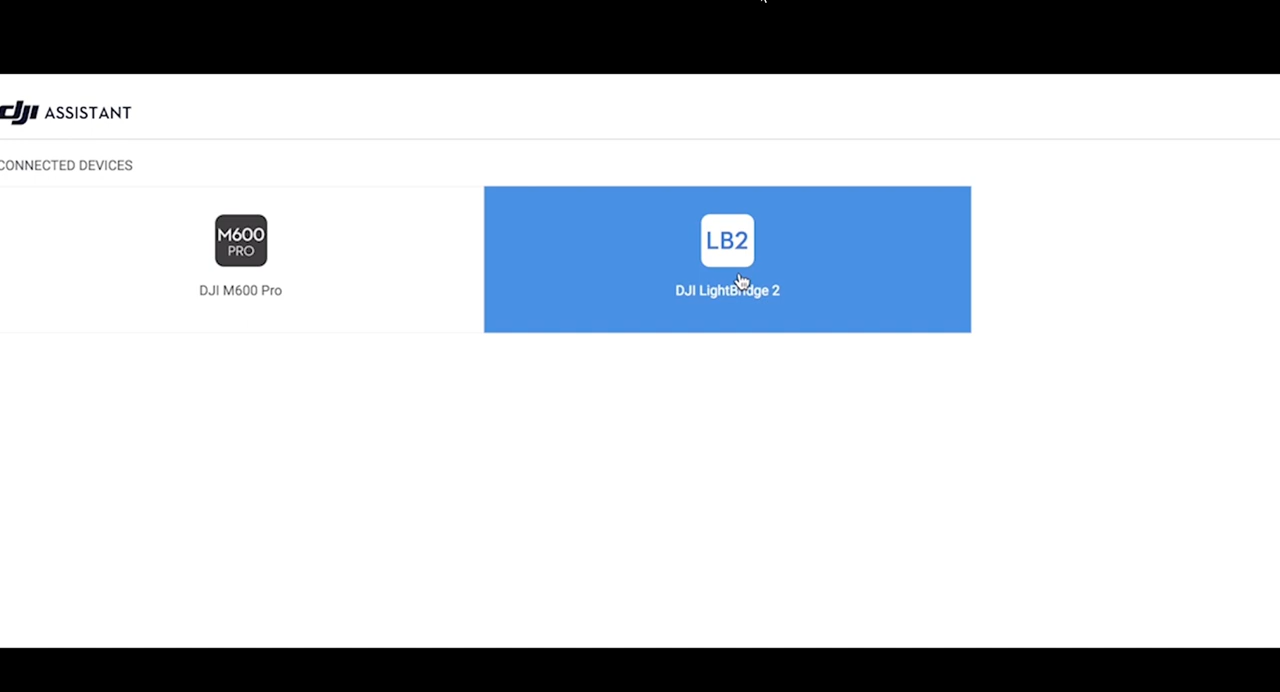 dji ASSISTANT
CONNECTED DEVICES
M600
PRO
DJI M600 Pro
LB2
DJI LightBridge 2